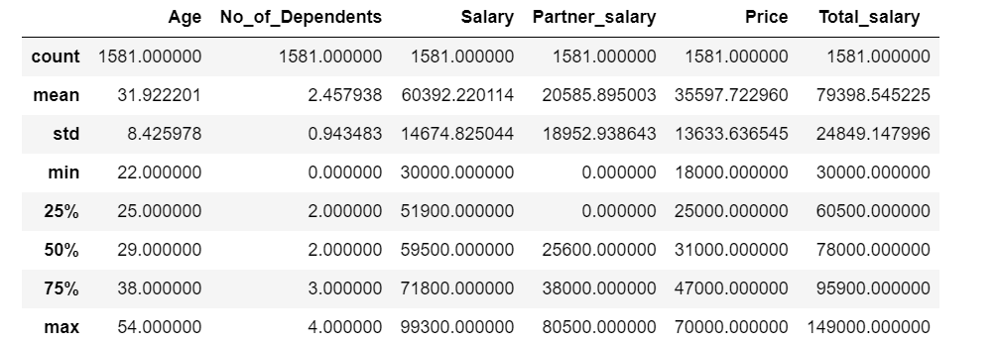 Age No_of_Dependents Salary Partner_salary Price Total_salary
count 1581.000000 1581.000000 1581.000000 1581.000000 1581.000000 1581.000000
mean 31.922201 2.457938 60392.220114 20585.895003 35597.722960 79398.545225
std 8.425978 0.943483 14674.825044 18952.938643 13633.636545 24849.147996
min 22.000000 0.000000 30000.000000 0.000000 18000.000000 30000.000000
25% 25.000000 2.000000 51900.000000 0.000000 25000.000000 60500.000000
50% 29.000000 2.000000 59500.000000 25600.000000 31000.000000 78000.000000
75% 38.000000 3.000000 71800.000000 38000.000000 47000.000000 95900.000000
max 54.000000 4.000000 99300.000000 80500.000000 70000.000000 149000.000000